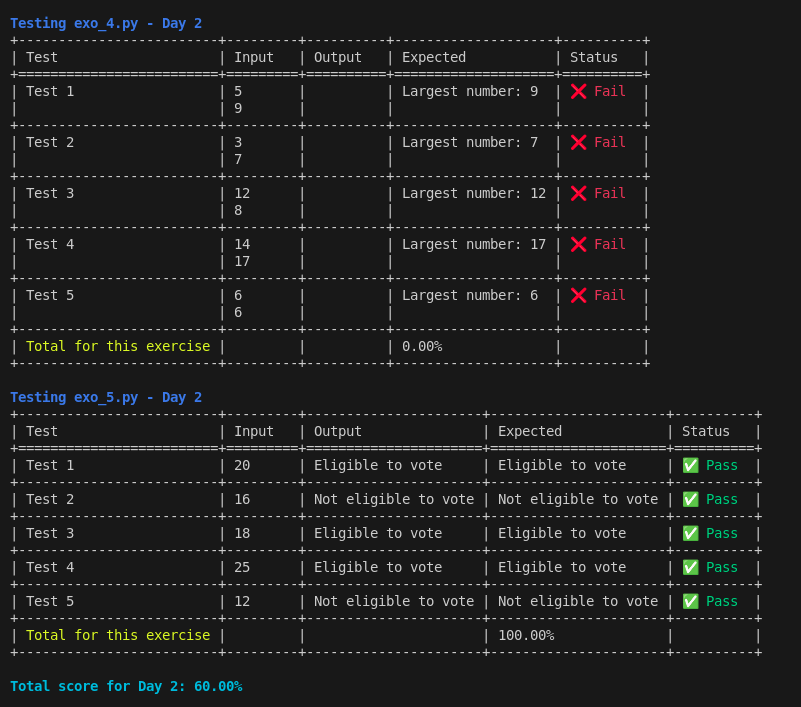 Testing exo_4.py - Day 2
+-------------------------+---------+----------+--------------------+----------+
| Test                    | Input   | Output   | Expected           | Status   |
+=========================+=========+==========+====================+==========+
| Test 1                  | 5       |          | Largest number: 9  | ❌ Fail  |
|                         | 9       |          |                    |          |
+-------------------------+---------+----------+--------------------+----------+
| Test 2                  | 3       |          | Largest number: 7  | ❌ Fail  |
|                         | 7       |          |                    |          |
+-------------------------+---------+----------+--------------------+----------+
| Test 3                  | 12      |          | Largest number: 12 | ❌ Fail  |
|                         | 8       |          |                    |          |
+-------------------------+---------+----------+--------------------+----------+
| Test 4                  | 14      |          | Largest number: 17 | ❌ Fail  |
|                         | 17      |          |                    |          |
+-------------------------+---------+----------+--------------------+----------+
| Test 5                  | 6       |          | Largest number: 6  | ❌ Fail  |
|                         | 6       |          |                    |          |
+-------------------------+---------+----------+--------------------+----------+
| Total for this exercise |         |          | 0.00%              |          |
+-------------------------+---------+----------+--------------------+----------+
Testing exo_5.py - Day 2
+-------------------------+---------+----------------------+----------------------+----------+
| Test                    | Input   | Output               | Expected             | Status   |
+=========================+=========+======================+======================+==========+
| Test 1                  | 20      | Eligible to vote     | Eligible to vote     | ✅ Pass  |
+-------------------------+---------+----------------------+----------------------+----------+
| Test 2                  | 16      | Not eligible to vote | Not eligible to vote | ✅ Pass  |
+-------------------------+---------+----------------------+----------------------+----------+
| Test 3                  | 18      | Eligible to vote     | Eligible to vote     | ✅ Pass  |
+-------------------------+---------+----------------------+----------------------+----------+
| Test 4                  | 25      | Eligible to vote     | Eligible to vote     | ✅ Pass  |
+-------------------------+---------+----------------------+----------------------+----------+
| Test 5                  | 12      | Not eligible to vote | Not eligible to vote | ✅ Pass  |
+-------------------------+---------+----------------------+----------------------+----------+
| Total for this exercise |         |                      | 100.00%              |          |
+-------------------------+---------+----------------------+----------------------+----------+
Total score for Day 2: 60.00%